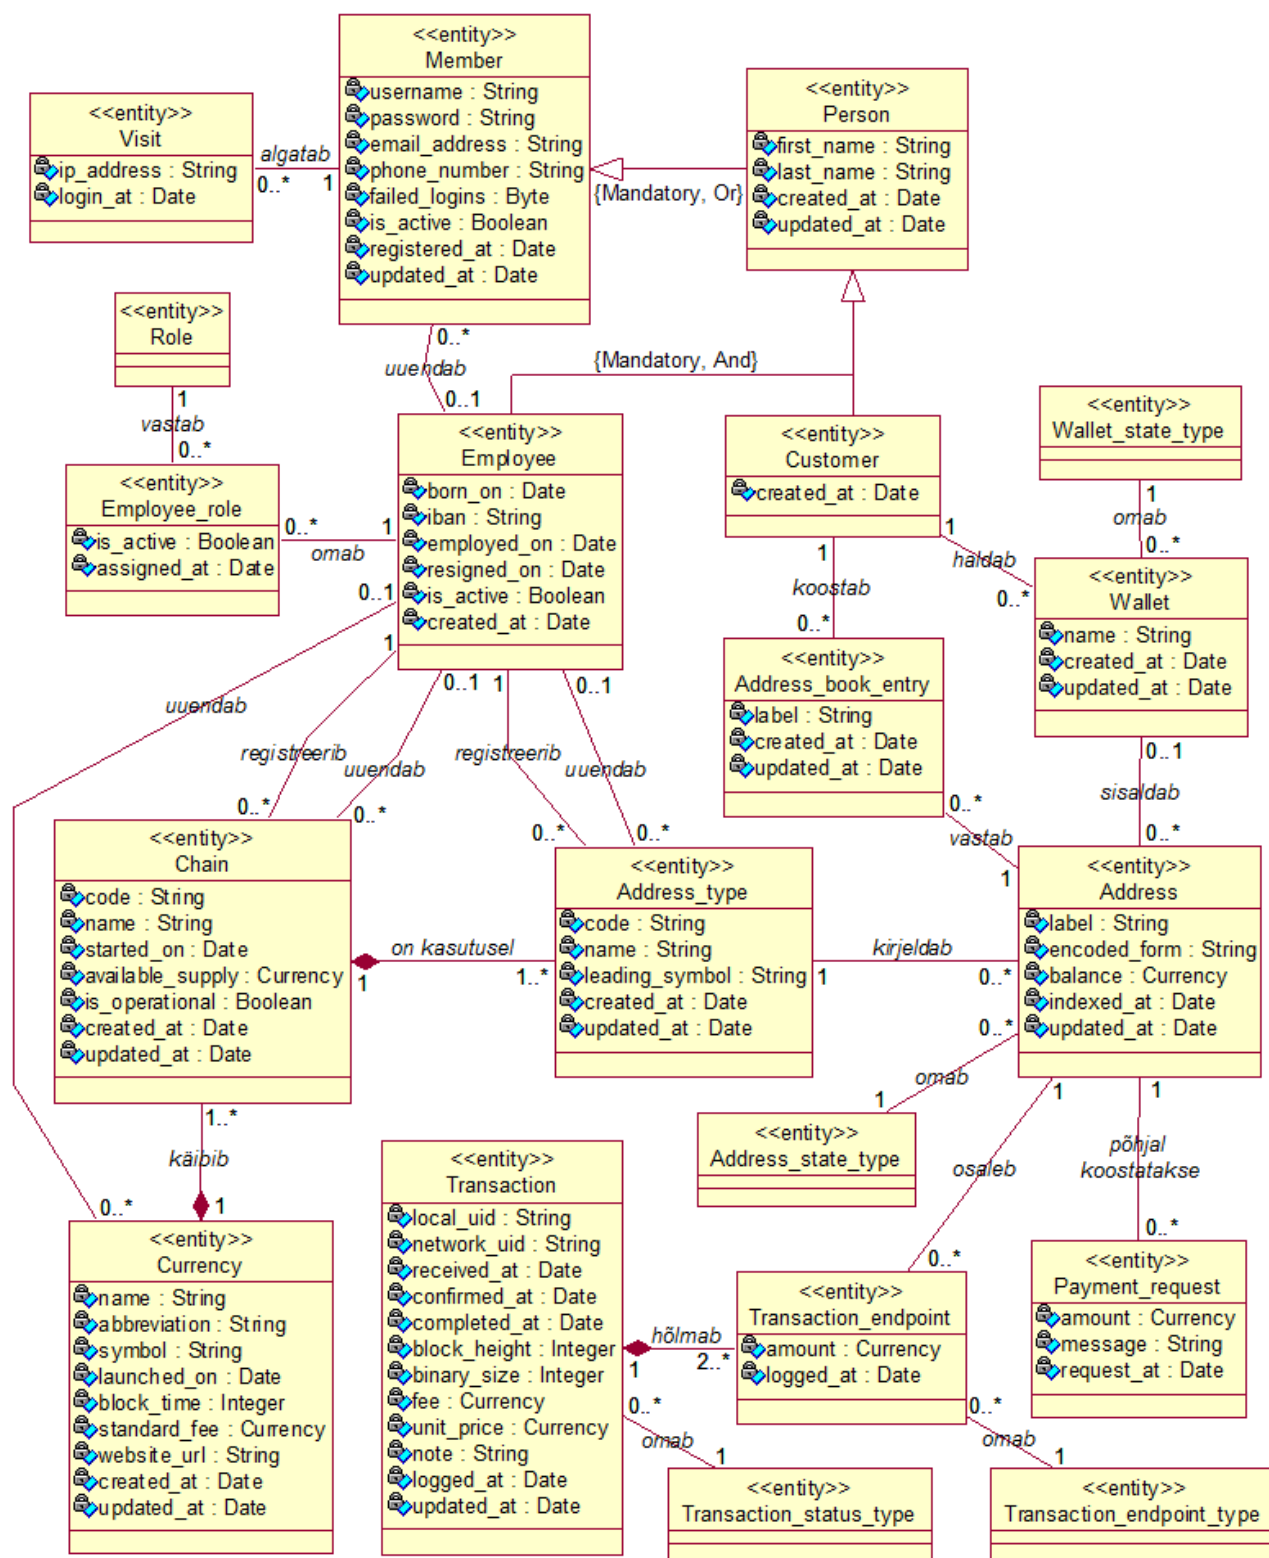 <<entity>>
Member
username : String
password : String
email_address : String
phone_number : String
failed_logins : Byte
is_active : Boolean
registered_at : Date
updated_at : Date
<<entity>>
Person
first_name : String
last_name : String
created_at : Date
updated_at : Date
<<entity>>
Visit
ip_address : String
login_at : Date
algatab
0..*
1
{Mandatory, Or}
<<entity>>
Role
1
vastab
0..*
0..*
uuendab
0..1
{Mandatory, And}
<<entity>>
Employee_role
is_active : Boolean
assigned_at : Date
0..*
1
omab
<<entity>>
Employee
born_on : Date
iban : String
employed_on : Date
resigned_on : Date
is_active : Boolean
created_at : Date
<<entity>>
Customer
created_at : Date
<<entity>>
Wallet_state_type
1
omab
0..*
1
haldab
0..*
1
koostab
0..*
<<entity>>
Wallet
name : String
created_at : Date
updated_at : Date
<<entity>>
Address_book_entry
label : String
created_at : Date
updated_at : Date
0..1
uuendab
0..*
1
registreerib
0..*
0..1
uuendab
0..*
1
registreerib
0..*
0..1
uuendab
0..*
0..1
sisaldab
0..*
0..*
vastab
1
<<entity>>
Chain
code : String
name : String
started_on : Date
available_supply : Currency
is_operational : Boolean
created_at : Date
updated_at : Date
on kasutusel
1
1..*
<<entity>>
Address_type
code : String
name : String
leading_symbol : String
created_at : Date
updated_at : Date
kirjeldab
1
0..*
<<entity>>
Address
label : String
encoded_form : String
balance : Currency
indexed_at : Date
updated_at : Date
0..*
omab
1
<<entity>>
Address_state_type
1
osaleb
0..*
1
põhjal
koostatakse
0..*
1..*
käibib
1
<<entity>>
Currency
name : String
abbreviation : String
symbol : String
launched_on : Date
block_time : Integer
standard_fee : Currency
website_url : String
created_at : Date
updated_at : Date
<<entity>>
Transaction
local_uid : String
network_uid : String
received_at : Date
confirmed_at : Date
completed_at : Date
block_height : Integer
binary_size : Integer
fee : Currency
unit_price : Currency
note : String
logged_at : Date
updated_at : Date
hõlmab
1
2..*
<<entity>>
Transaction_endpoint
amount : Currency
logged_at : Date
<<entity>>
Payment_request
amount : Currency
message : String
request_at : Date
0..*
omab
1
0..*
omab
1
<<entity>>
Transaction_status_type
<<entity>>
Transaction_endpoint_type